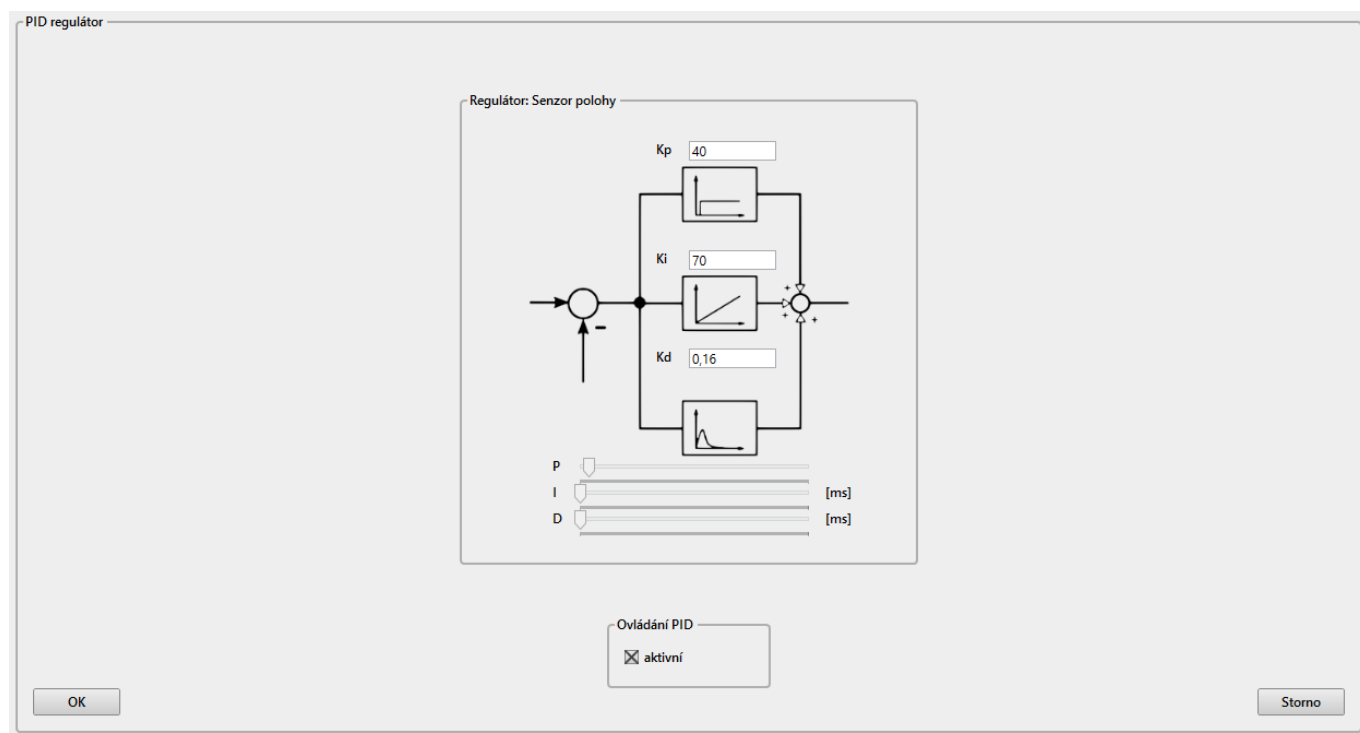 PID regulátor
Regulátor: Senzor polohy
Kp 40
Ki 70
+
+
+
−
Kd 0,16
P
I [ms]
D [ms]
Ovládání PID
aktivní
OK Storno